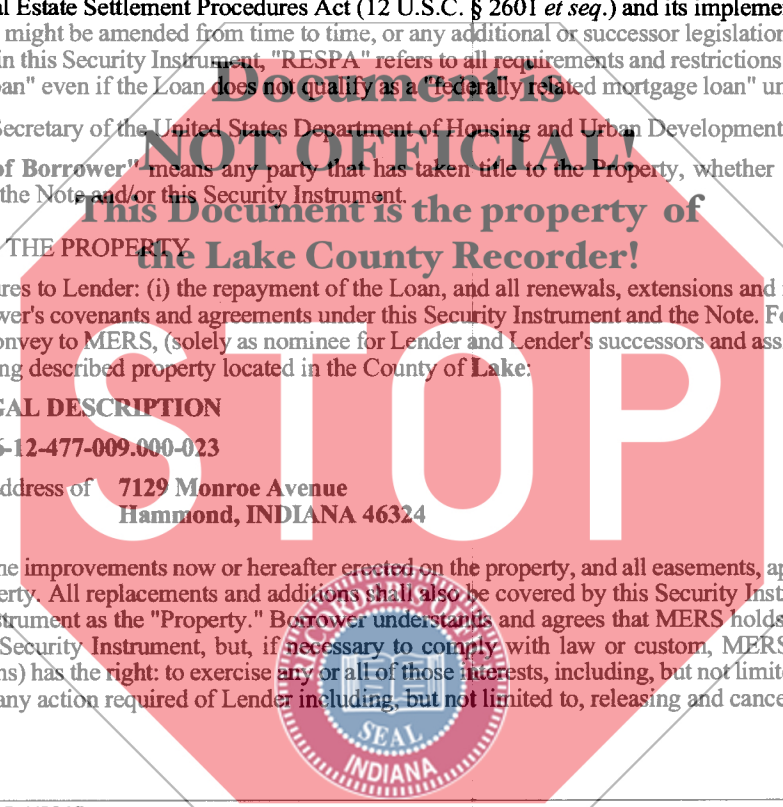 al Estate Settlement Procedures Act (12 U.S.C. § 2601 et seq.) and its impleme
might be amended from time to time, or any additional or successor legislation
in this Security Instrument, "RESPA" refers to all requirements and restrictions
an" even if the Loan does not qualify as a "federally related mortgage loan" un
Document is
Secretary of the United States Department of Housing and Urban Development
NOT OFFICIAL!
of Borrower" means any party that has taken title to the Property, whether
the Note and/or this Security Instrument.
This Document is the property of
THE PROPERTY
the Lake County Recorder!
res to Lender: (i) the repayment of the Loan, and all renewals, extensions and
wer's covenants and agreements under this Security Instrument and the Note. Fo
onvey to MERS, (solely as nominee for Lender and Lender's successors and ass
ng described property located in the County of Lake:
GAL DESCRIPTION
6-12-477-009.000-023
STOP
ddress of 7129 Monroe Avenue
Hammond, INDIANA 46324
he improvements now or hereafter erected on the property, and all easements, ap
erty. All replacements and additions shall also be covered by this Security Inst
strument as the "Property." Borrower understands and agrees that MERS holds
Security Instrument, but, if necessary to comply with law or custom, MERS
ns) has the right: to exercise any or all of those interests, including, but not limite
any action required of Lender including, but not limited to, releasing and cance
RECORDER'S OFFICE
SEAL
INDIANA